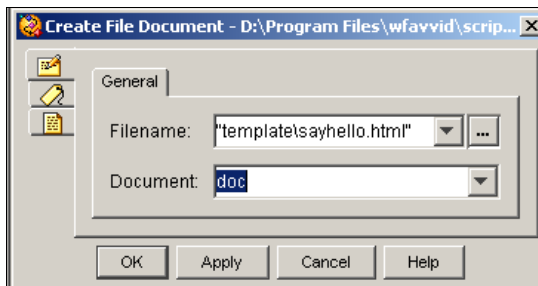 Create File Document - D:\Program Files\wfavvid\scrip...
General
Filename: "template\sayhello.html" ...
Document: doc
OK Apply Cancel Help